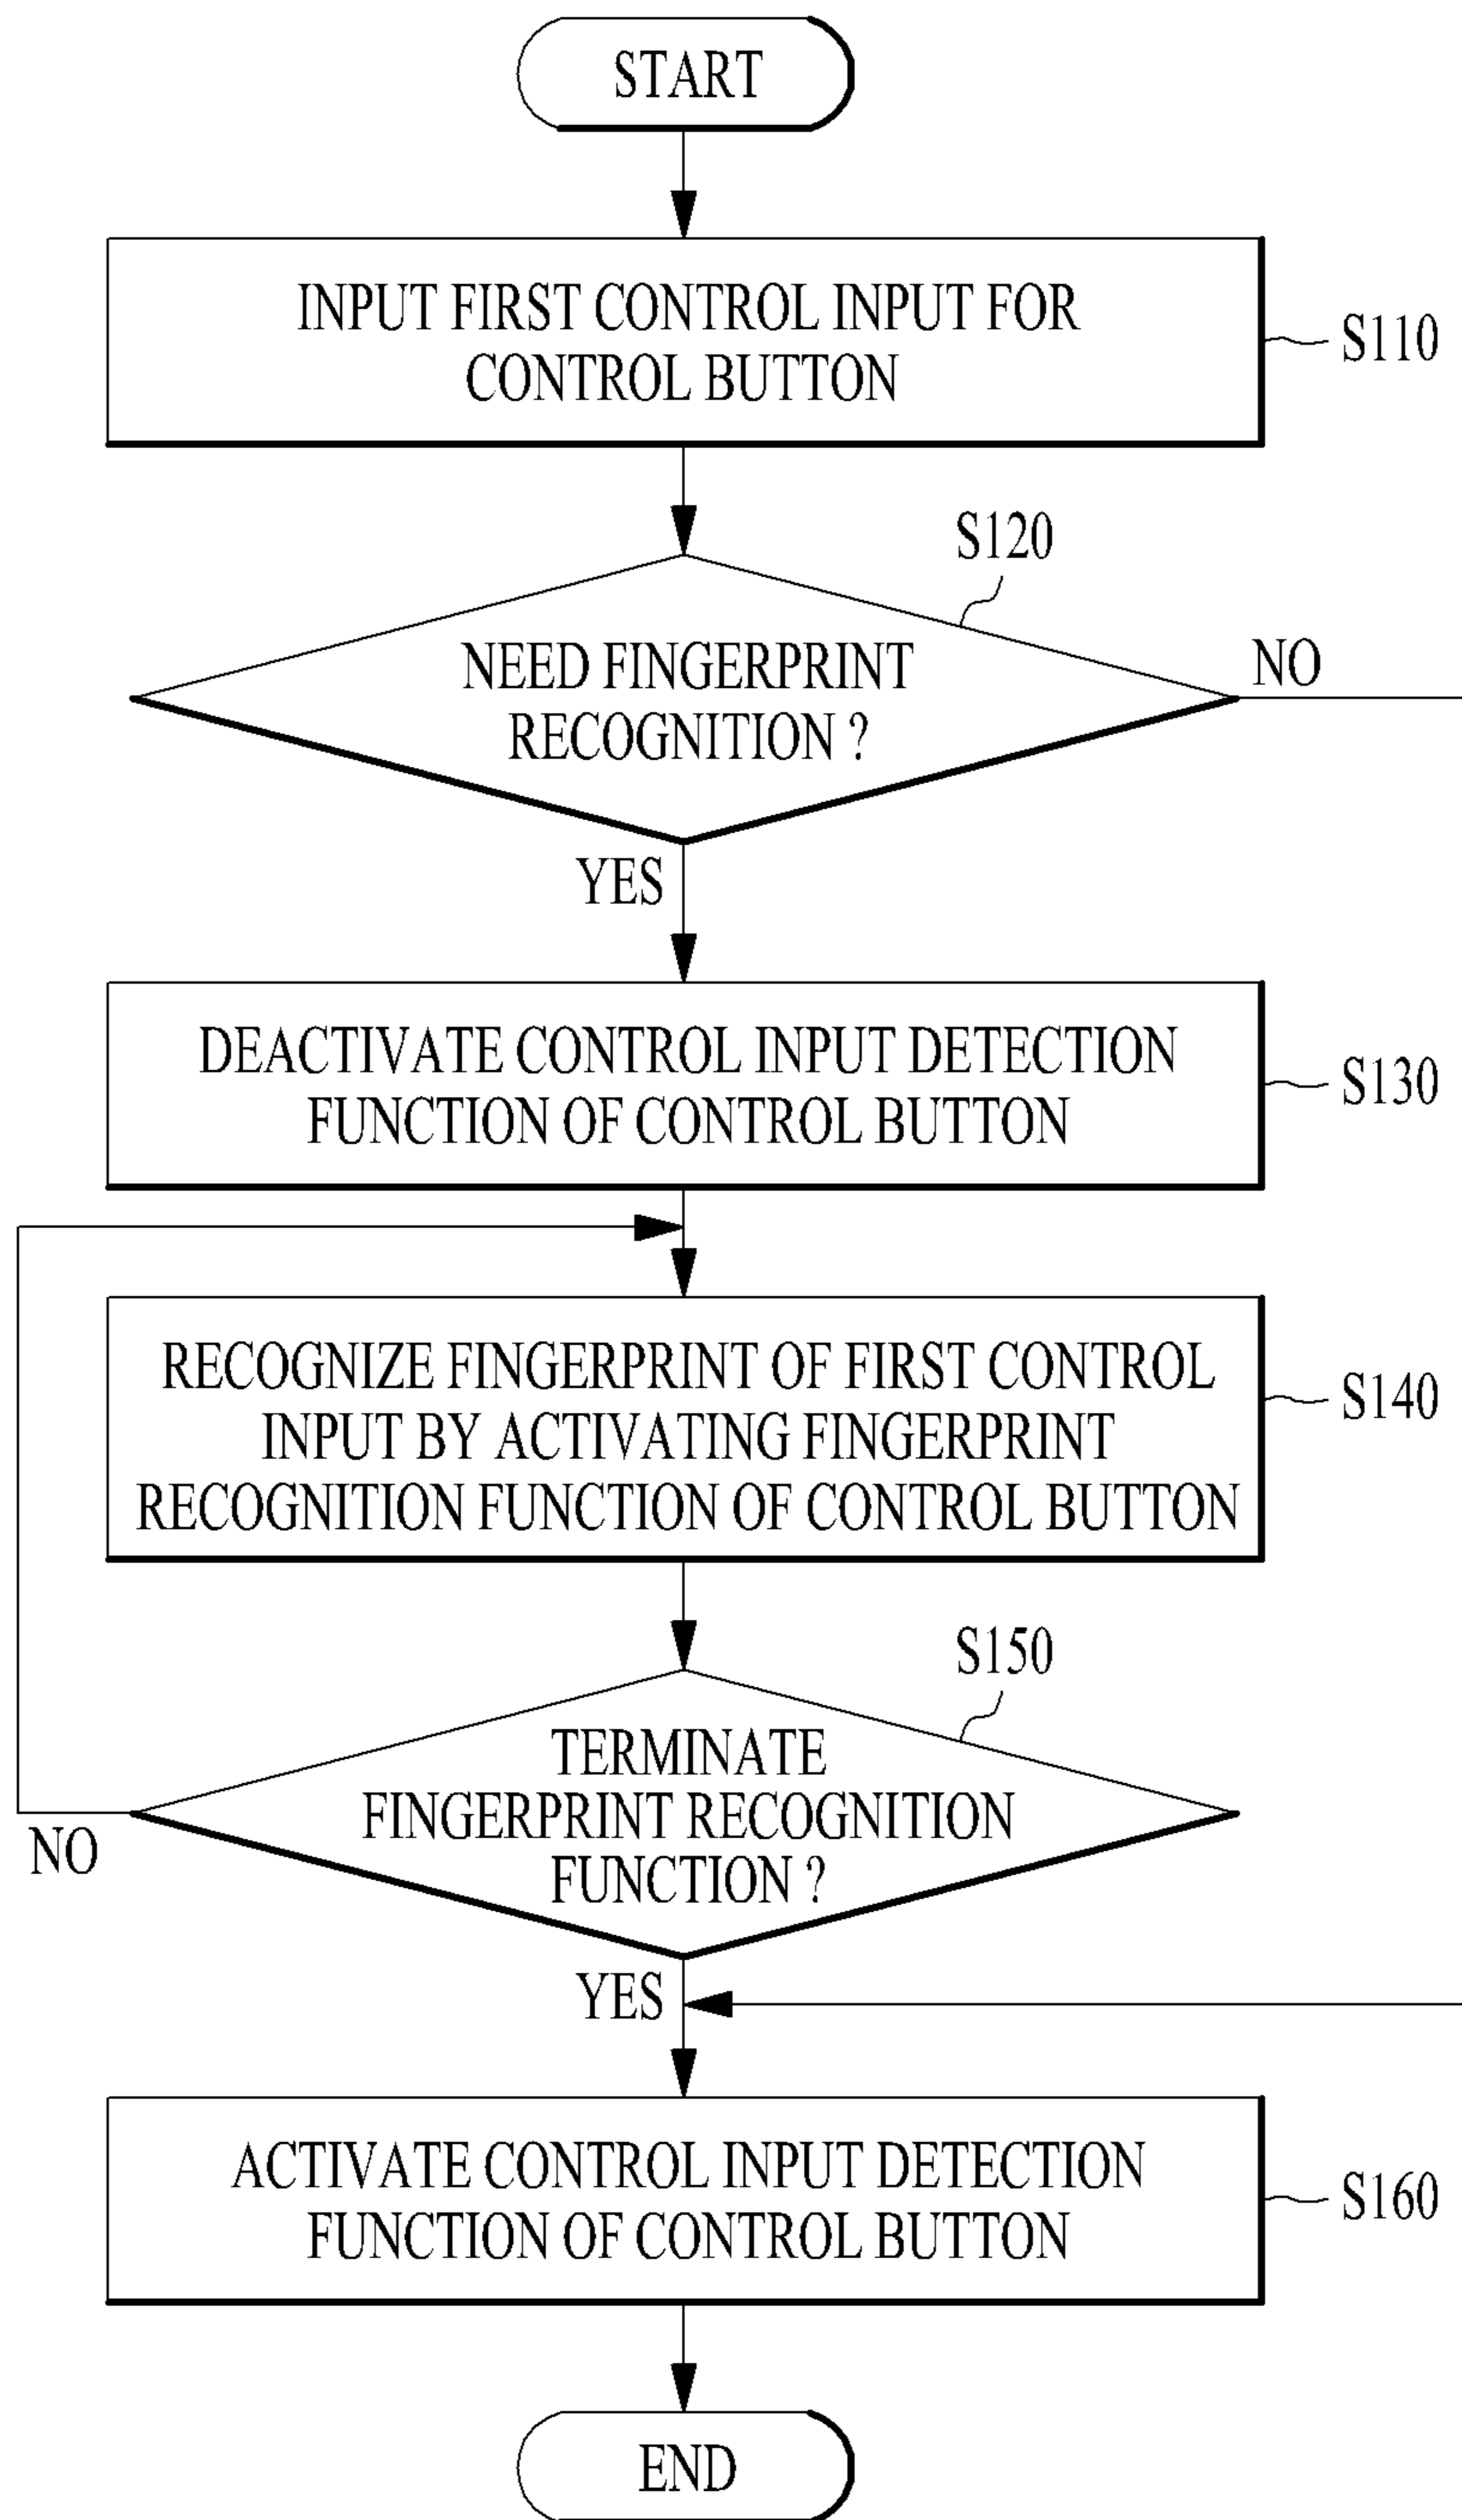 START
INPUT FIRST CONTROL INPUT FOR
CONTROL BUTTON
S110
S120
NEED FINGERPRINT
RECOGNITION ?
NO
YES
DEACTIVATE CONTROL INPUT DETECTION
FUNCTION OF CONTROL BUTTON
S130
RECOGNIZE FINGERPRINT OF FIRST CONTROL
INPUT BY ACTIVATING FINGERPRINT
RECOGNITION FUNCTION OF CONTROL BUTTON
S140
S150
TERMINATE
FINGERPRINT RECOGNITION
FUNCTION ?
NO
YES
ACTIVATE CONTROL INPUT DETECTION
FUNCTION OF CONTROL BUTTON
S160
END